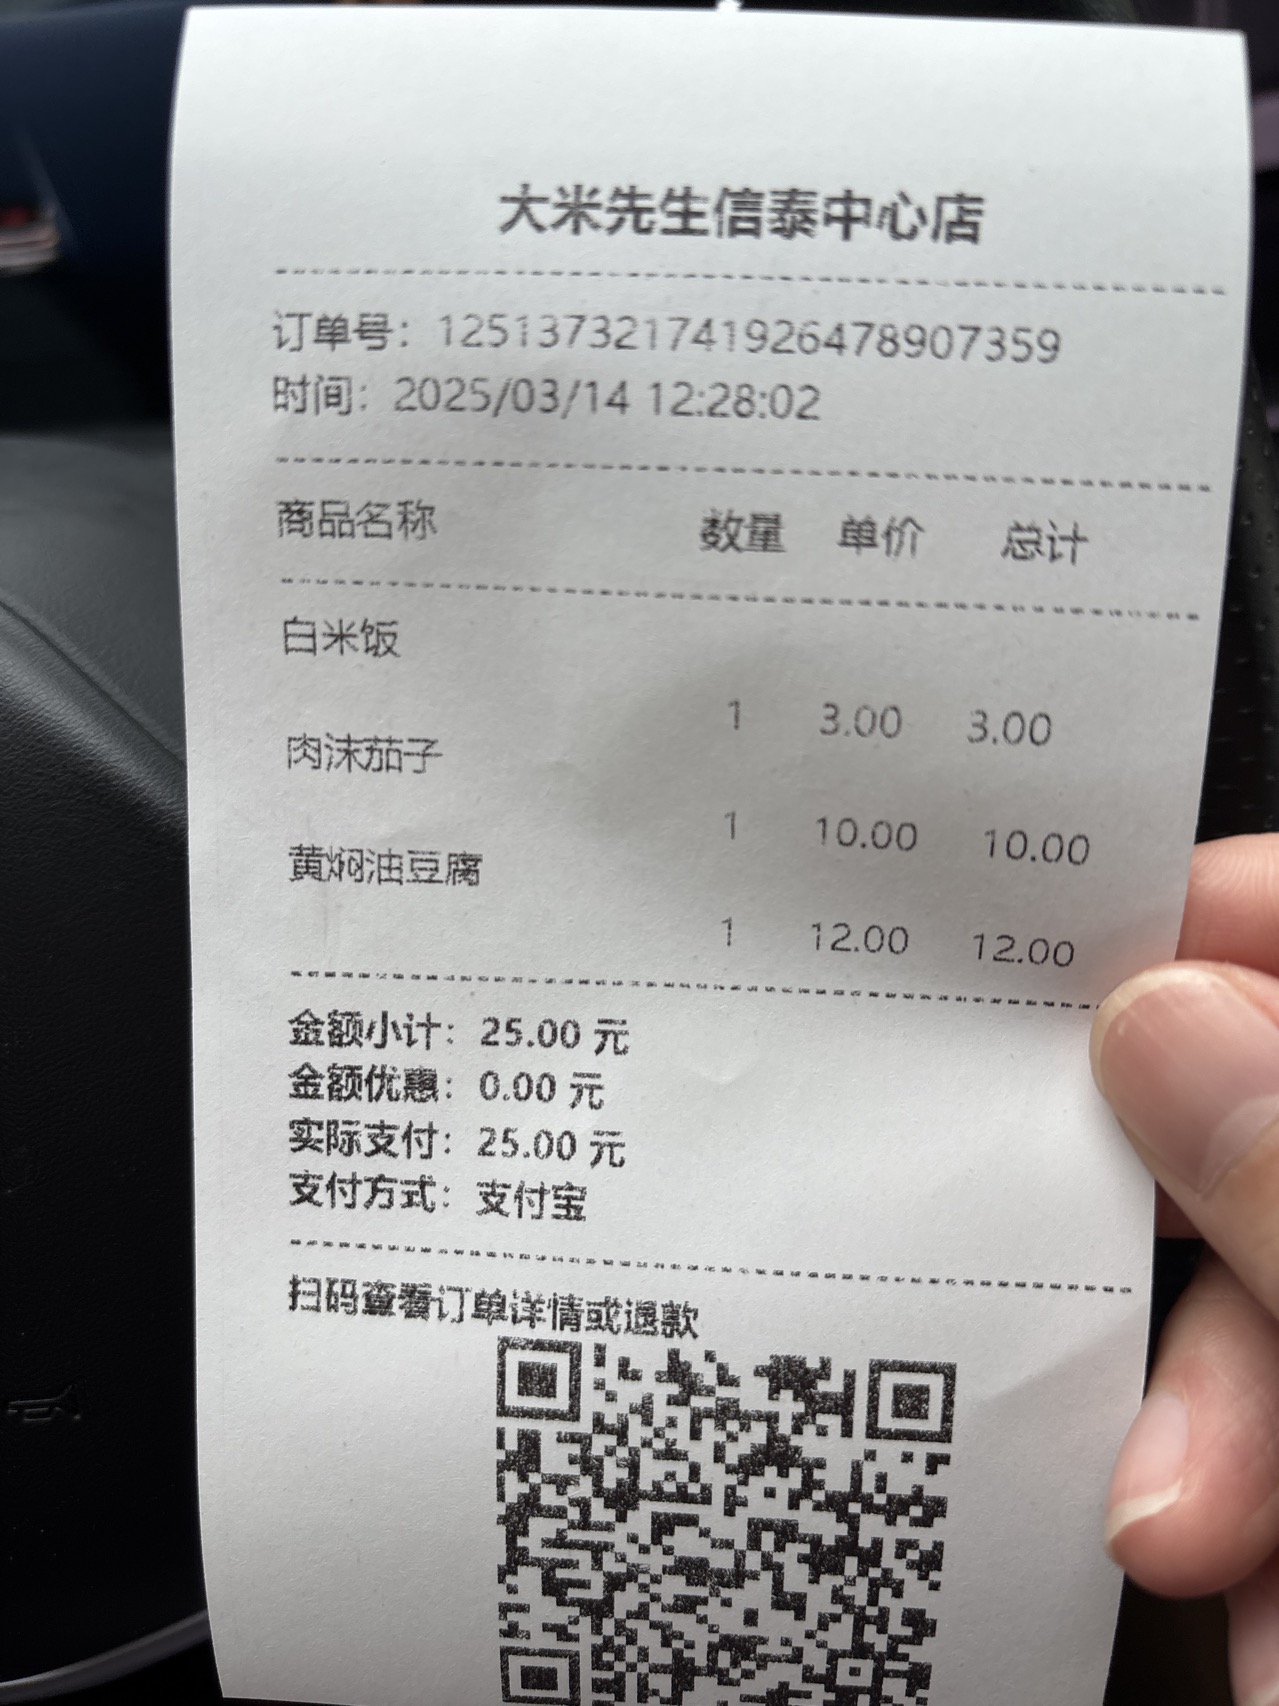 大米先生信泰中心店
订单号：125137321741926478907359
时间：2025/03/14 12:28:02
商品名称 数量 单价 总计
白米饭
1 3.00 3.00
肉沫茄子
1 10.00 10.00
黄焖油豆腐
1 12.00 12.00
金额小计：25.00 元
金额优惠：0.00 元
实际支付：25.00 元
支付方式：支付宝
扫码查看订单详情或退款